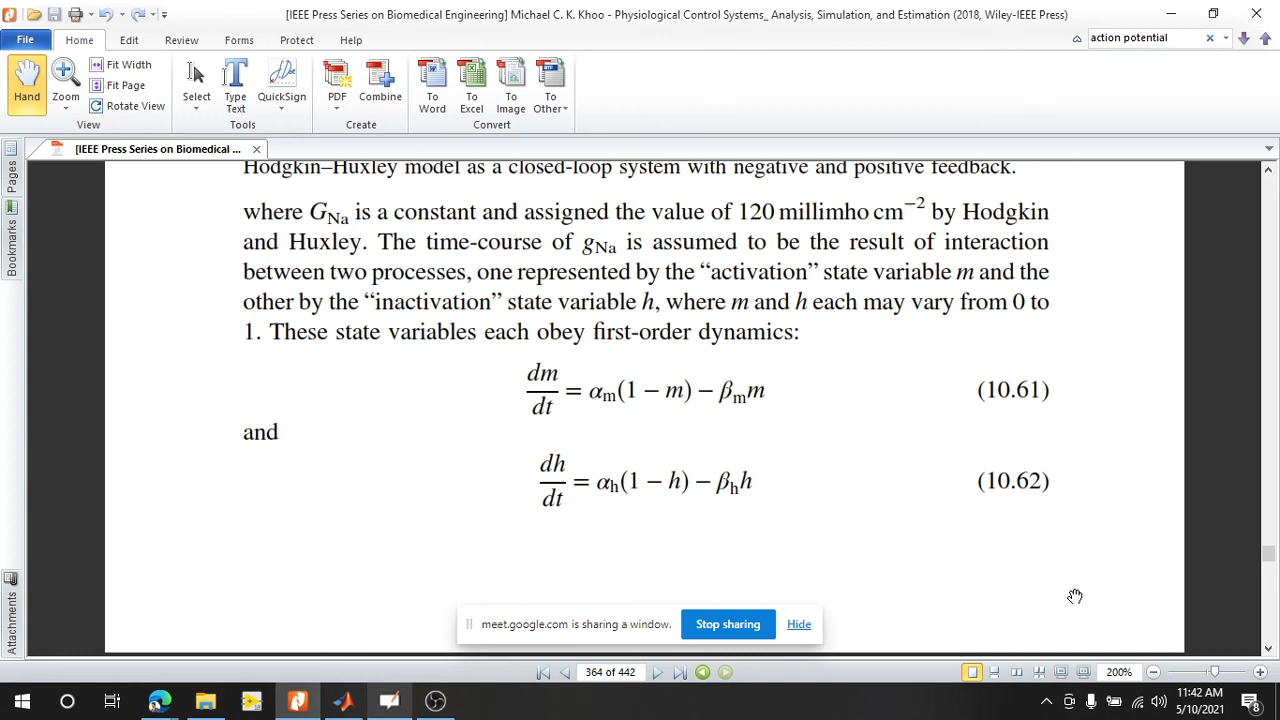 [IEEE Press Series on Biomedical Engineering] Michael C. K. Khoo - Physiological Control Systems_ Analysis, Simulation, and Estimation (2018, Wiley-IEEE Press)
File Home Edit Review Forms Protect Help
action potential
Hand
Zoom
Fit Width
Fit Page
Rotate View
View
Select
Type Text
QuickSign
Tools
PDF
Combine
Create
To Word
To Excel
To Image
To Other
Convert
[IEEE Press Series on Biomedical ...
Pages
Bookmarks
Attachments
Hodgkin–Huxley model as a closed-loop system with negative and positive feedback.
where G_Na is a constant and assigned the value of 120 millimho cm⁻² by Hodgkin
and Huxley. The time-course of g_Na is assumed to be the result of interaction
between two processes, one represented by the “activation” state variable m and the
other by the “inactivation” state variable h, where m and h each may vary from 0 to
1. These state variables each obey first-order dynamics:
dm/dt = α_m(1 − m) − β_m m (10.61)
and
dh/dt = α_h(1 − h) − β_h h (10.62)
meet.google.com is sharing a window. Stop sharing Hide
364 of 442
200%
11:42 AM
5/10/2021
8